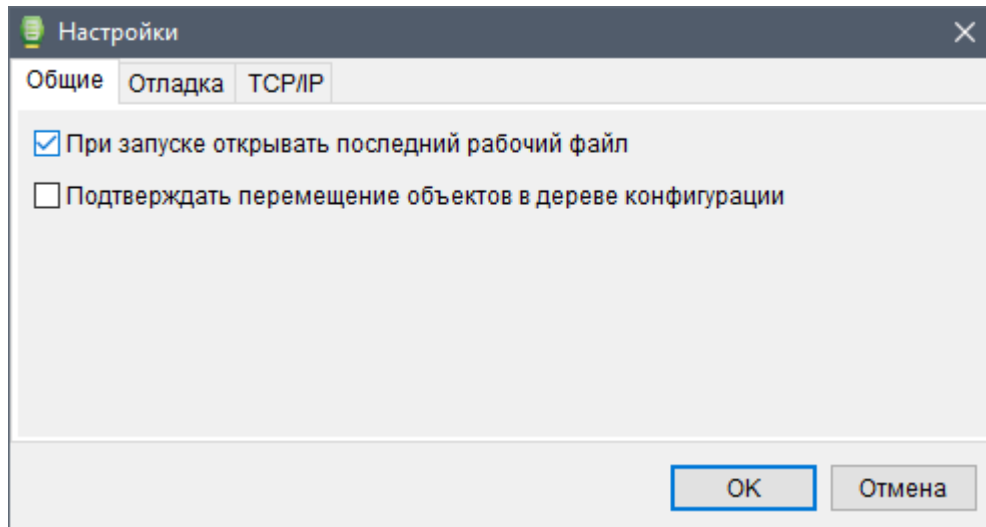 Настройки
Общие Отладка TCP/IP
При запуске открывать последний рабочий файл
Подтверждать перемещение объектов в дереве конфигурации
OK Отмена